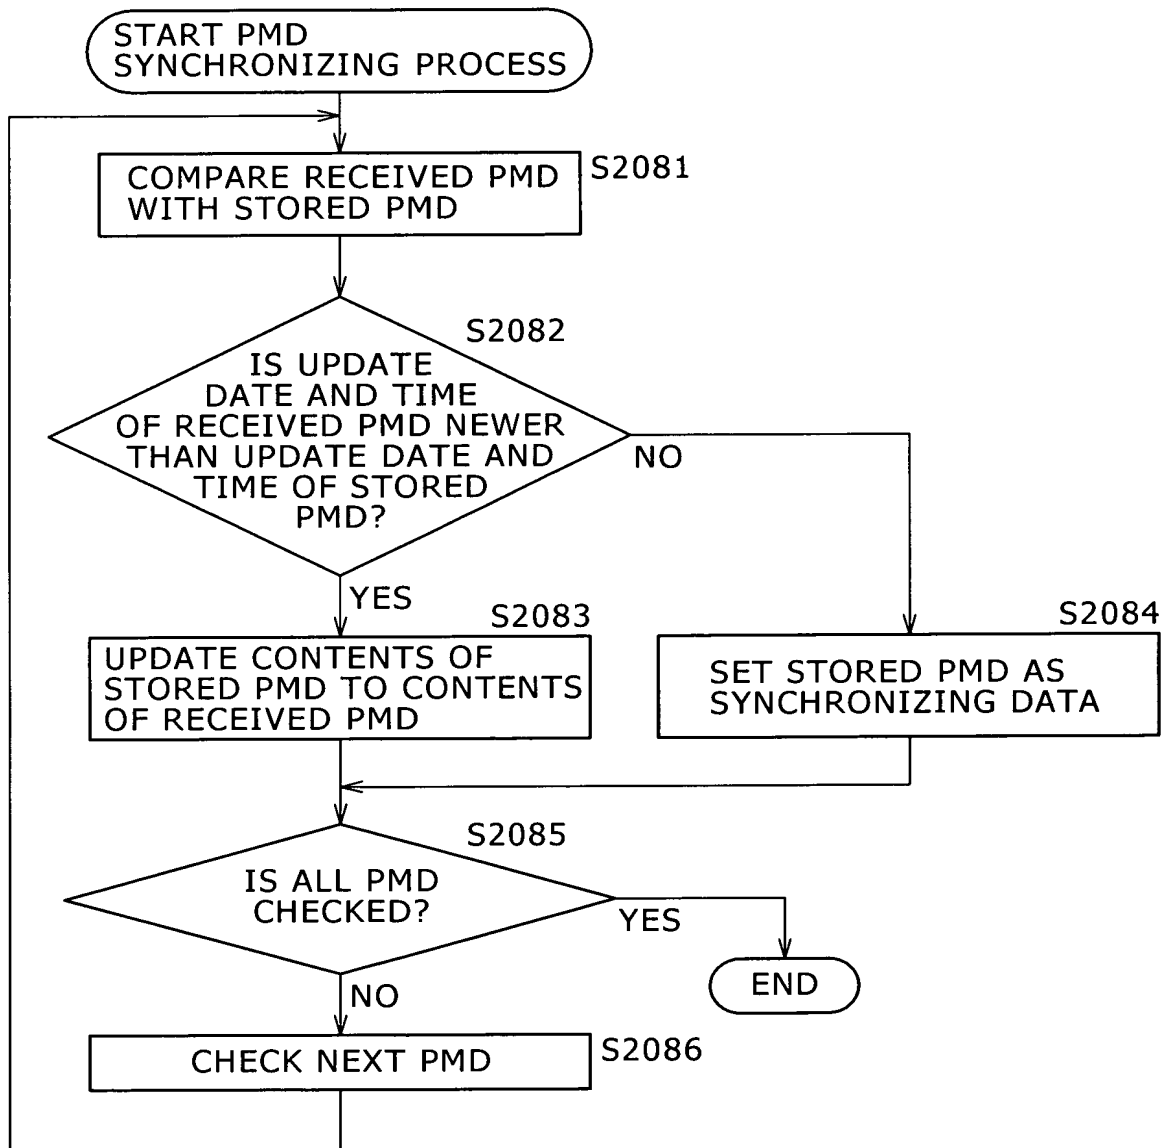 START PMD
SYNCHRONIZING PROCESS
COMPARE RECEIVED PMD
WITH STORED PMD
S2081
S2082
IS UPDATE
DATE AND TIME
OF RECEIVED PMD NEWER
THAN UPDATE DATE AND
TIME OF STORED
PMD?
NO
YES
S2083
UPDATE CONTENTS OF
STORED PMD TO CONTENTS
OF RECEIVED PMD
S2084
SET STORED PMD AS
SYNCHRONIZING DATA
S2085
IS ALL PMD
CHECKED?
YES
END
NO
CHECK NEXT PMD
S2086